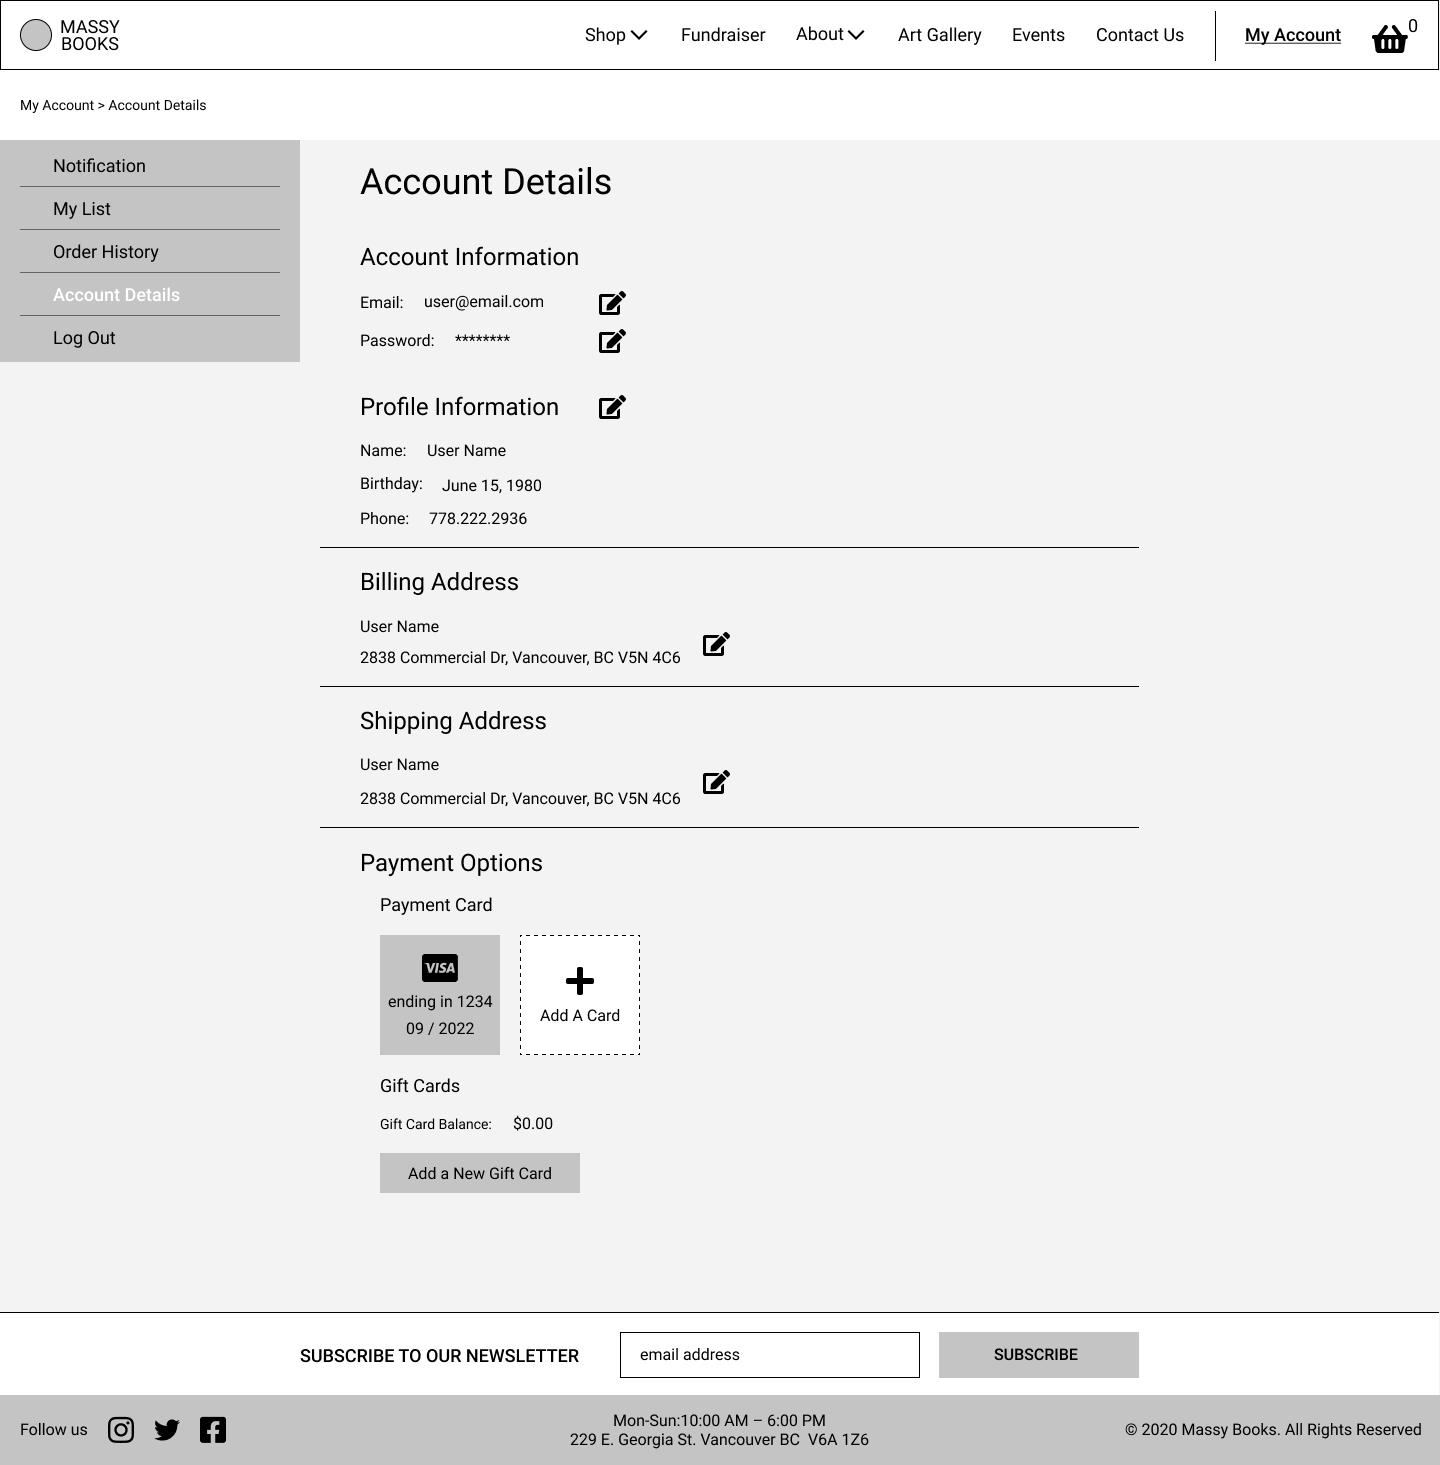 MASSY
BOOKS
Shop
Fundraiser
About
Art Gallery
Events
Contact Us
My Account
0
My Account > Account Details
Notification
My List
Order History
Account Details
Log Out
Account Details
Account Information
Email: user@email.com
Password: ********
Profile Information
Name: User Name
Birthday: June 15, 1980
Phone: 778.222.2936
Billing Address
User Name
2838 Commercial Dr, Vancouver, BC V5N 4C6
Shipping Address
User Name
2838 Commercial Dr, Vancouver, BC V5N 4C6
Payment Options
Payment Card
VISA
ending in 1234
09 / 2022
Add A Card
Gift Cards
Gift Card Balance: $0.00
Add a New Gift Card
SUBSCRIBE TO OUR NEWSLETTER
email address
SUBSCRIBE
Follow us
Mon-Sun:10:00 AM – 6:00 PM
229 E. Georgia St. Vancouver BC V6A 1Z6
© 2020 Massy Books. All Rights Reserved